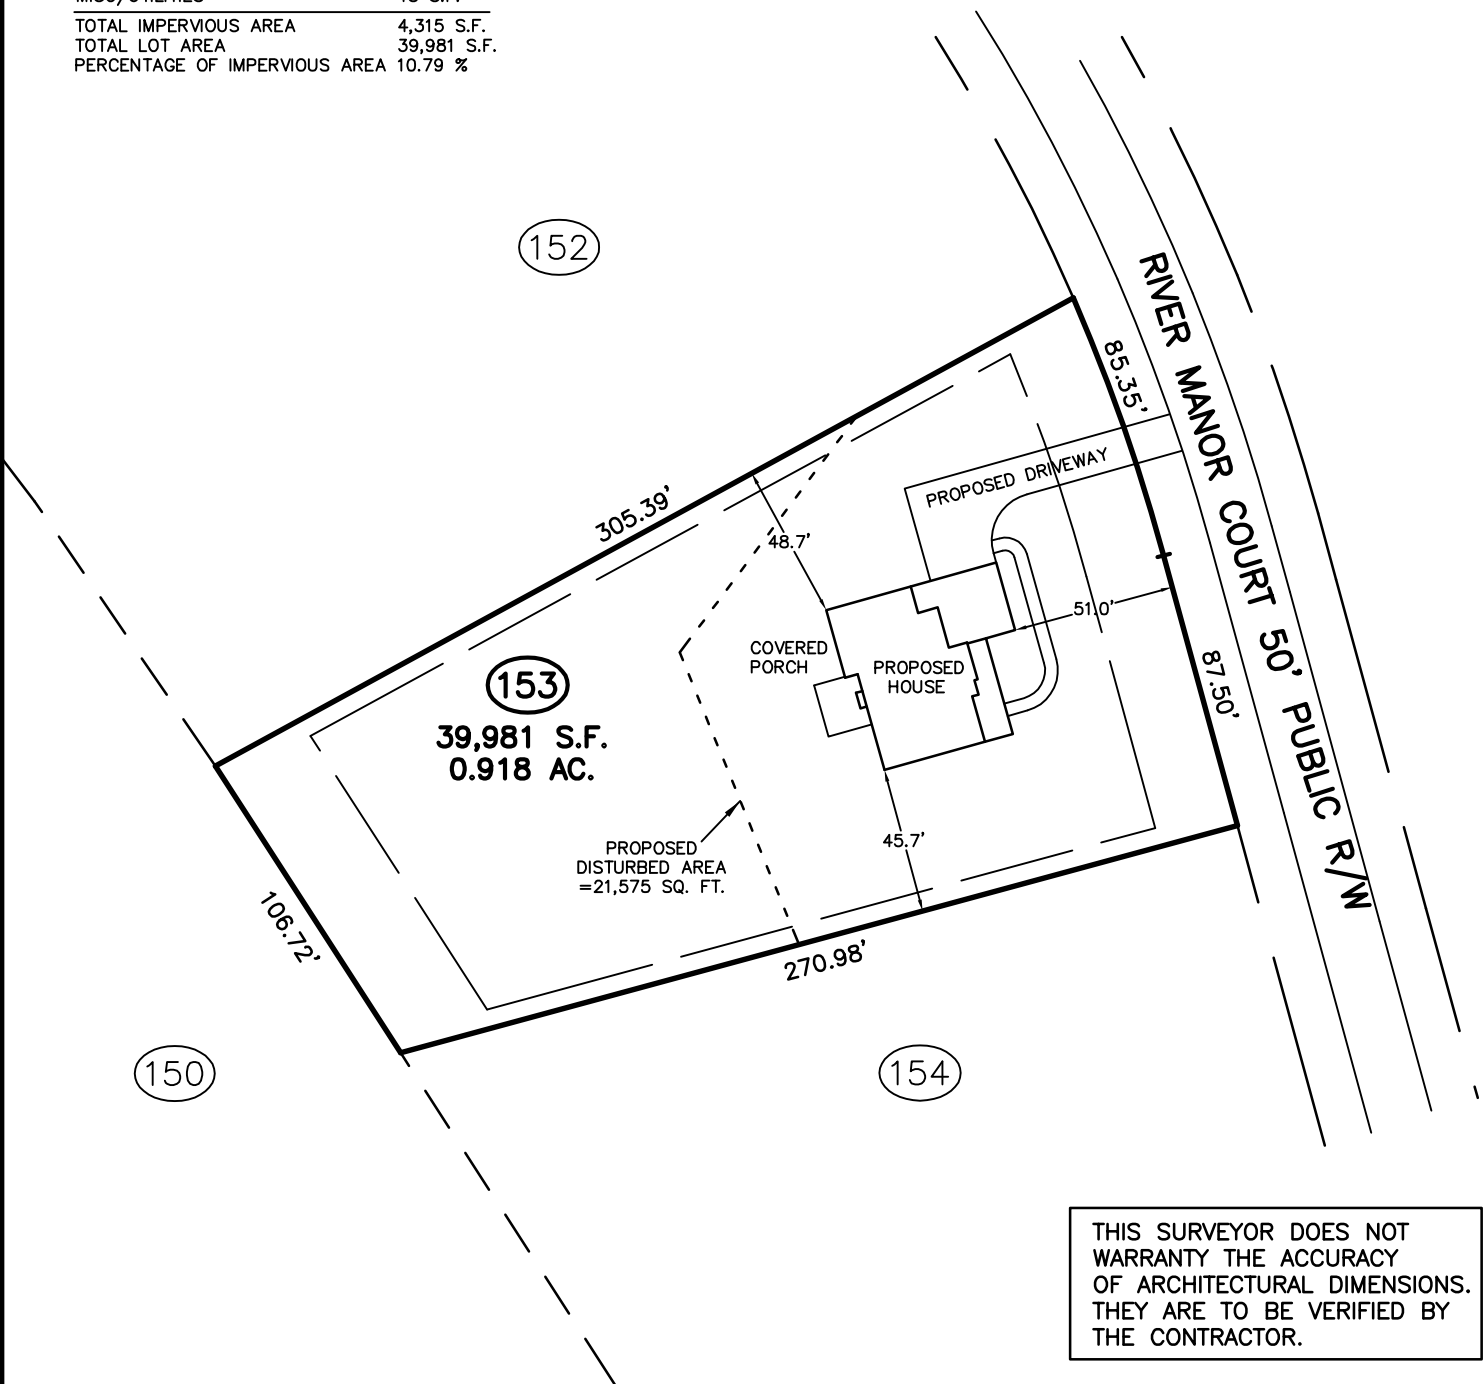 TOTAL IMPERVIOUS AREA 4,315 S.F.
TOTAL LOT AREA 39,981 S.F.
PERCENTAGE OF IMPERVIOUS AREA 10.79 %
152
RIVER MANOR COURT 50' PUBLIC R/W
85.35'
PROPOSED DRIVEWAY
305.39'
48.7'
51.0'
COVERED
PORCH
PROPOSED
HOUSE
87.50'
153
39,981 S.F.
0.918 AC.
PROPOSED
DISTURBED AREA
=21,575 SQ. FT.
45.7'
106.72'
270.98'
150
154
THIS SURVEYOR DOES NOT
WARRANTY THE ACCURACY
OF ARCHITECTURAL DIMENSIONS.
THEY ARE TO BE VERIFIED BY
THE CONTRACTOR.